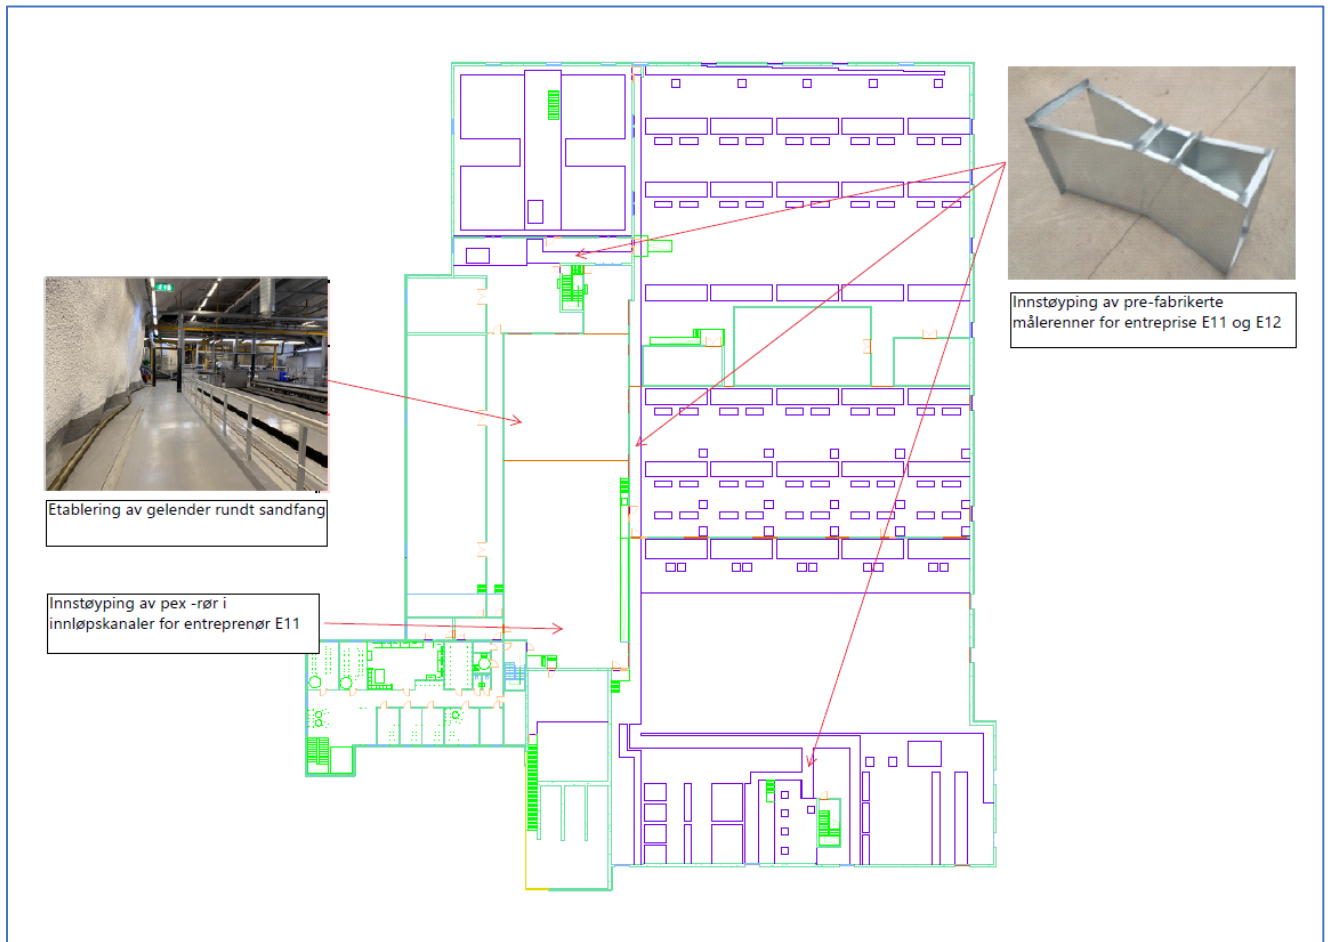 Innstøyping av pre-fabrikerte
målerenner for entreprise E11 og E12
Etablering av gelender rundt sandfang
Innstøyping av pex -rør i
innløpskanaler for entreprenør E11